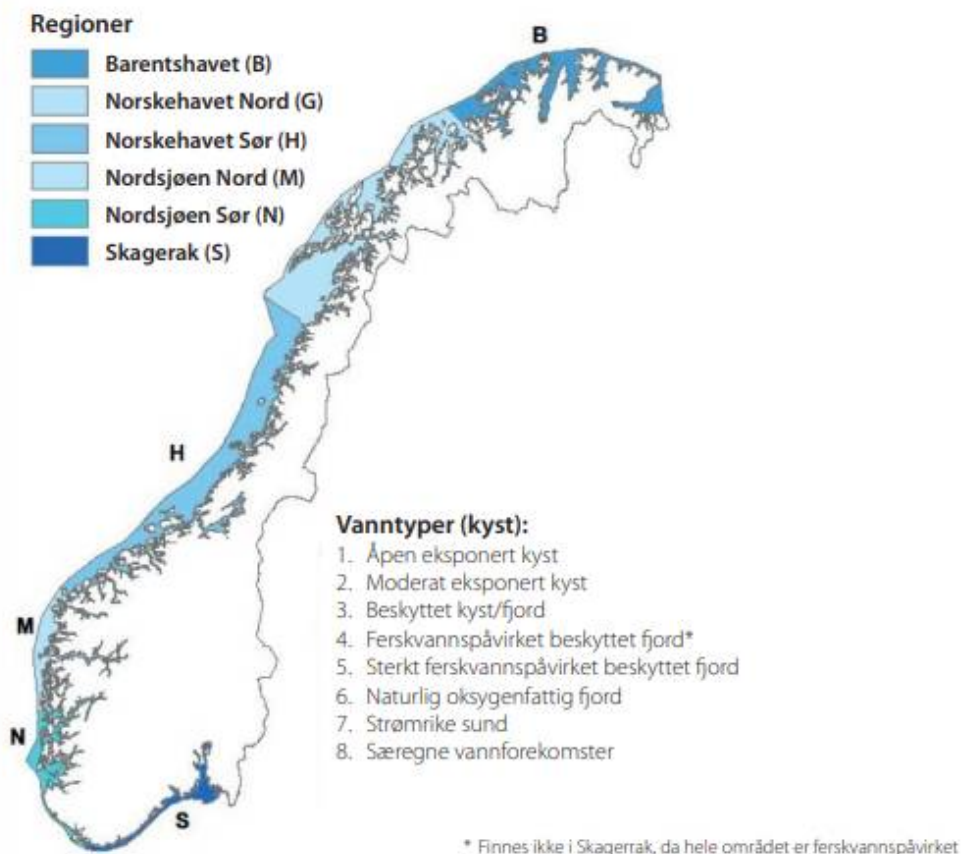 Regioner
Barentshavet (B)
Norskehavet Nord (G)
Norskehavet Sør (H)
Nordsjøen Nord (M)
Nordsjøen Sør (N)
Skagerak (S)
B
H
M
N
S
Vanntyper (kyst):
1. Åpen eksponert kyst
2. Moderat eksponert kyst
3. Beskyttet kyst/fjord
4. Ferskvannspåvirket beskyttet fjord*
5. Sterkt ferskvannspåvirket beskyttet fjord
6. Naturlig oksygenfattig fjord
7. Strømrike sund
8. Særegne vannforekomster
* Finnes ikke i Skagerrak, da hele området er ferskvannspåvirket